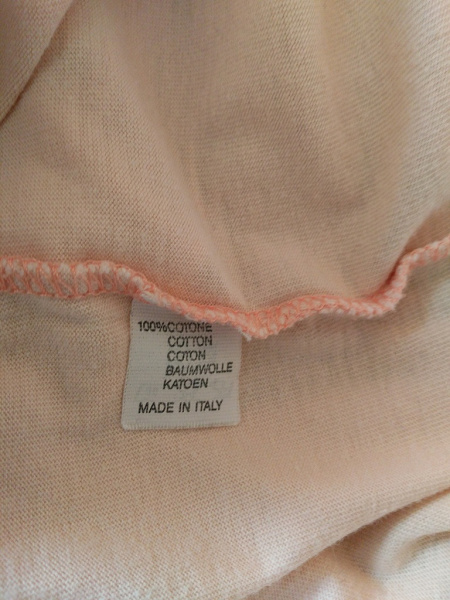 100%COTONE
COTTON
COTON
BAUMWOLLE
KATOEN
MADE IN ITALY